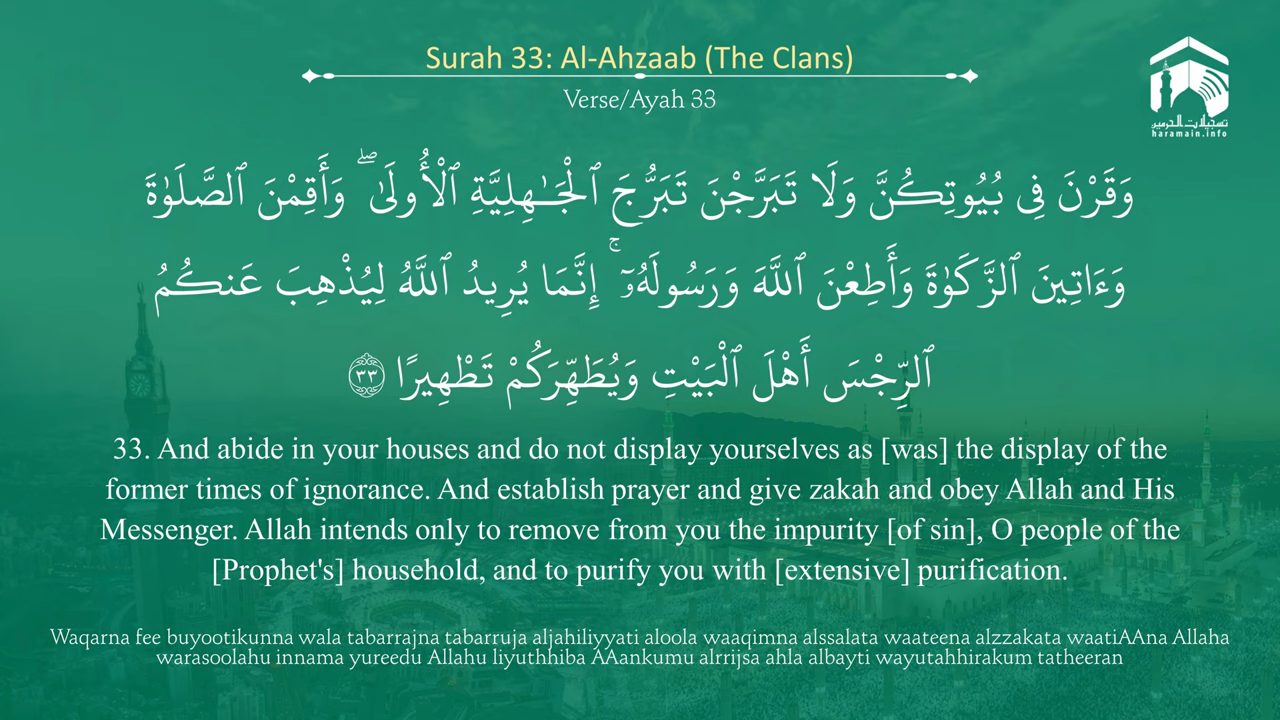 Surah 33: Al-Ahzaab (The Clans)
Verse/Ayah 33
تسجيلات الحرمين
haramain.info
وَقَرْنَ فِى بُيُوتِكُنَّ وَلَا تَبَرَّجْنَ تَبَرُّجَ ٱلْجَـٰهِلِيَّةِ ٱلْأُولَىٰ ۖ وَأَقِمْنَ ٱلصَّلَوٰةَ
وَءَاتِينَ ٱلزَّكَوٰةَ وَأَطِعْنَ ٱللَّهَ وَرَسُولَهُۥٓ ۚ إِنَّمَا يُرِيدُ ٱللَّهُ لِيُذْهِبَ عَنكُمُ
ٱلرِّجْسَ أَهْلَ ٱلْبَيْتِ وَيُطَهِّرَكُمْ تَطْهِيرًا ٣٣
33. And abide in your houses and do not display yourselves as [was] the display of the
former times of ignorance. And establish prayer and give zakah and obey Allah and His
Messenger. Allah intends only to remove from you the impurity [of sin], O people of the
[Prophet's] household, and to purify you with [extensive] purification.
Waqarna fee buyootikunna wala tabarrajna tabarruja aljahiliyyati aloola waaqimna alssalata waateena alzzakata waatiAAna Allaha
warasoolahu innama yureedu Allahu liyuthhiba AAankumu alrrijsa ahla albayti wayutahhirakum tatheeran